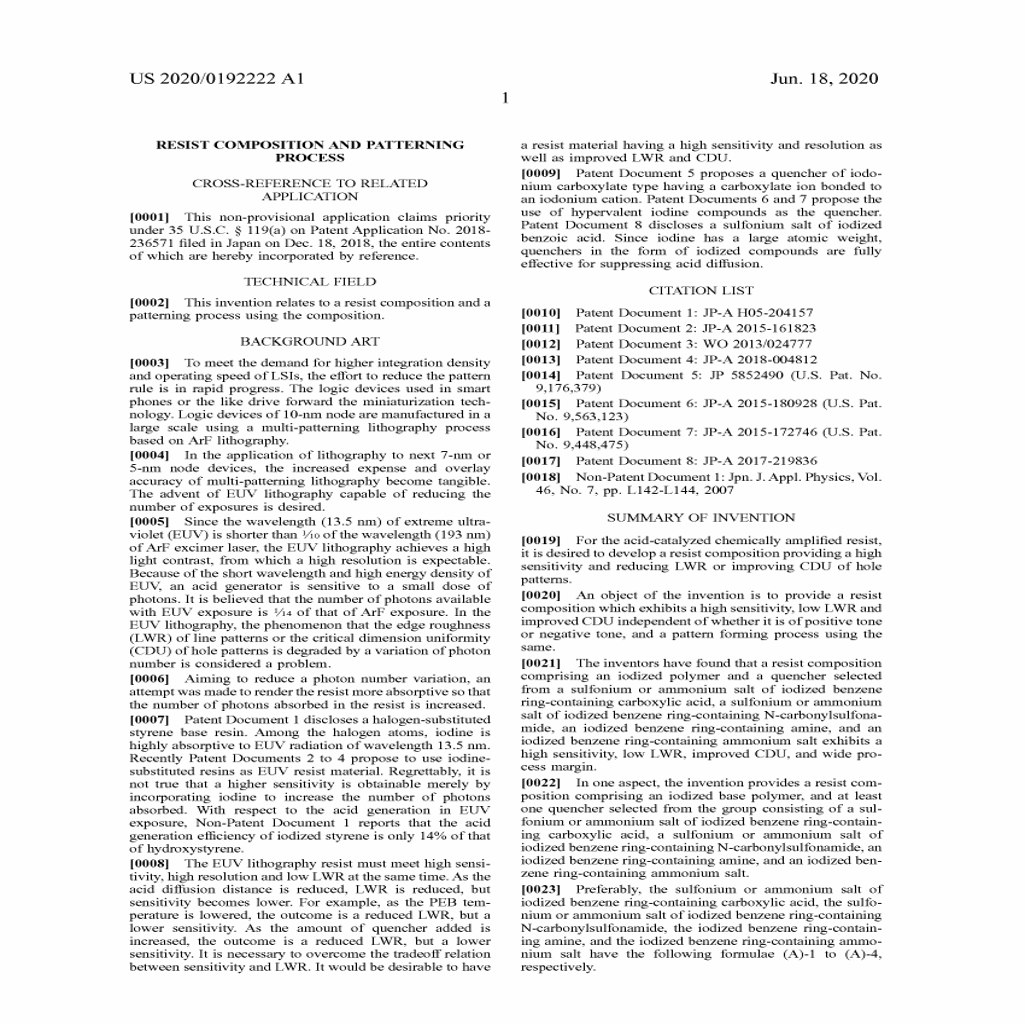 US 2020/0192222 A1
Jun. 18, 2020
1
RESIST COMPOSITION AND PATTERNING
PROCESS
CROSS-REFERENCE TO RELATED
APPLICATION
[0001] This non-provisional application claims priority
under 35 U.S.C. § 119(a) on Patent Application No. 2018-
236571 filed in Japan on Dec. 18, 2018, the entire contents
of which are hereby incorporated by reference.
TECHNICAL FIELD
[0002] This invention relates to a resist composition and a
patterning process using the composition.
BACKGROUND ART
[0003] To meet the demand for higher integration density
and operating speed of LSIs, the effort to reduce the pattern
rule is in rapid progress. The logic devices used in smart
phones or the like drive forward the miniaturization tech-
nology. Logic devices of 10-nm node are manufactured in a
large scale using a multi-patterning lithography process
based on ArF lithography.
[0004] In the application of lithography to next 7-nm or
5-nm node devices, the increased expense and overlay
accuracy of multi-patterning lithography become tangible.
The advent of EUV lithography capable of reducing the
number of exposures is desired.
[0005] Since the wavelength (13.5 nm) of extreme ultra-
violet (EUV) is shorter than 1/10 of the wavelength (193 nm)
of ArF excimer laser, the EUV lithography achieves a high
light contrast, from which a high resolution is expectable.
Because of the short wavelength and high energy density of
EUV, an acid generator is sensitive to a small dose of
photons. It is believed that the number of photons available
with EUV exposure is 1/14 of that of ArF exposure. In the
EUV lithography, the phenomenon that the edge roughness
(LWR) of line patterns or the critical dimension uniformity
(CDU) of hole patterns is degraded by a variation of photon
number is considered a problem.
[0006] Aiming to reduce a photon number variation, an
attempt was made to render the resist more absorptive so that
the number of photons absorbed in the resist is increased.
[0007] Patent Document 1 discloses a halogen-substituted
styrene base resin. Among the halogen atoms, iodine is
highly absorptive to EUV radiation of wavelength 13.5 nm.
Recently Patent Documents 2 to 4 propose to use iodine-
substituted resins as EUV resist material. Regrettably, it is
not true that a higher sensitivity is obtainable merely by
incorporating iodine to increase the number of photons
absorbed. With respect to the acid generation in EUV
exposure, Non-Patent Document 1 reports that the acid
generation efficiency of iodized styrene is only 14% of that
of hydroxystyrene.
[0008] The EUV lithography resist must meet high sensi-
tivity, high resolution and low LWR at the same time. As the
acid diffusion distance is reduced, LWR is reduced, but
sensitivity becomes lower. For example, as the PEB tem-
perature is lowered, the outcome is a reduced LWR, but a
lower sensitivity. As the amount of quencher added is
increased, the outcome is a reduced LWR, but a lower
sensitivity. It is necessary to overcome the tradeoff relation
between sensitivity and LWR. It would be desirable to have
a resist material having a high sensitivity and resolution as
well as improved LWR and CDU.
[0009] Patent Document 5 proposes a quencher of iodo-
nium carboxylate type having a carboxylate ion bonded to
an iodonium cation. Patent Documents 6 and 7 propose the
use of hypervalent iodine compounds as the quencher.
Patent Document 8 discloses a sulfonium salt of iodized
benzoic acid. Since iodine has a large atomic weight,
quenchers in the form of iodized compounds are fully
effective for suppressing acid diffusion.
CITATION LIST
[0010] Patent Document 1: JP-A H05-204157
[0011] Patent Document 2: JP-A 2015-161823
[0012] Patent Document 3: WO 2013/024777
[0013] Patent Document 4: JP-A 2018-004812
[0014] Patent Document 5: JP 5852490 (U.S. Pat. No.
9,176,379)
[0015] Patent Document 6: JP-A 2015-180928 (U.S. Pat.
No. 9,563,123)
[0016] Patent Document 7: JP-A 2015-172746 (U.S. Pat.
No. 9,448,475)
[0017] Patent Document 8: JP-A 2017-219836
[0018] Non-Patent Document 1: Jpn. J. Appl. Physics, Vol.
46, No. 7, pp. L142-L144, 2007
SUMMARY OF INVENTION
[0019] For the acid-catalyzed chemically amplified resist,
it is desired to develop a resist composition providing a high
sensitivity and reducing LWR or improving CDU of hole
patterns.
[0020] An object of the invention is to provide a resist
composition which exhibits a high sensitivity, low LWR and
improved CDU independent of whether it is of positive tone
or negative tone, and a pattern forming process using the
same.
[0021] The inventors have found that a resist composition
comprising an iodized polymer and a quencher selected
from a sulfonium or ammonium salt of iodized benzene
ring-containing carboxylic acid, a sulfonium or ammonium
salt of iodized benzene ring-containing N-carbonylsulfona-
mide, an iodized benzene ring-containing amine, and an
iodized benzene ring-containing ammonium salt exhibits a
high sensitivity, low LWR, improved CDU, and wide pro-
cess margin.
[0022] In one aspect, the invention provides a resist com-
position comprising an iodized base polymer, and at least
one quencher selected from the group consisting of a sul-
fonium or ammonium salt of iodized benzene ring-contain-
ing carboxylic acid, a sulfonium or ammonium salt of
iodized benzene ring-containing N-carbonylsulfonamide, an
iodized benzene ring-containing amine, and an iodized ben-
zene ring-containing ammonium salt.
[0023] Preferably, the sulfonium or ammonium salt of
iodized benzene ring-containing carboxylic acid, the sulfo-
nium or ammonium salt of iodized benzene ring-containing
N-carbonylsulfonamide, the iodized benzene ring-contain-
ing amine, and the iodized benzene ring-containing ammo-
nium salt have the following formulae (A)-1 to (A)-4,
respectively.